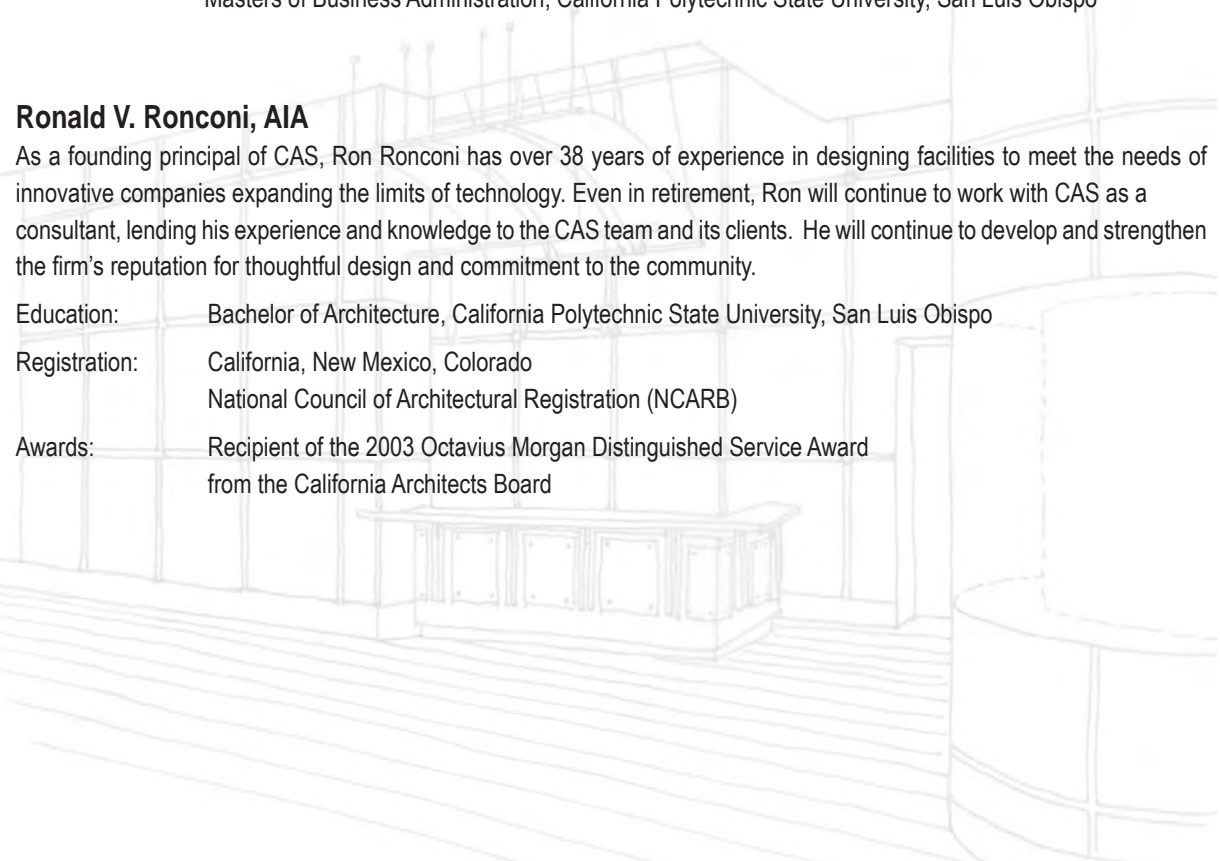 Masters of Business Administration, California Polytechnic State University, San Luis Obispo
Ronald V. Ronconi, AIA
As a founding principal of CAS, Ron Ronconi has over 38 years of experience in designing facilities to meet the needs of
innovative companies expanding the limits of technology. Even in retirement, Ron will continue to work with CAS as a
consultant, lending his experience and knowledge to the CAS team and its clients.  He will continue to develop and strengthen
the firm's reputation for thoughtful design and commitment to the community.
Education: Bachelor of Architecture, California Polytechnic State University, San Luis Obispo
Registration: California, New Mexico, Colorado
National Council of Architectural Registration (NCARB)
Awards: Recipient of the 2003 Octavius Morgan Distinguished Service Award
from the California Architects Board